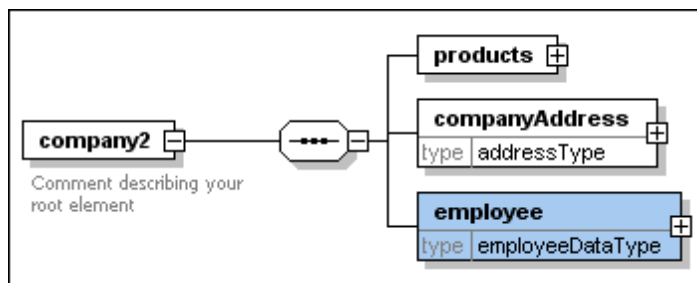 products
companyAddress
type addressType
company2
Comment describing your
root element
employee
type employeeDataType